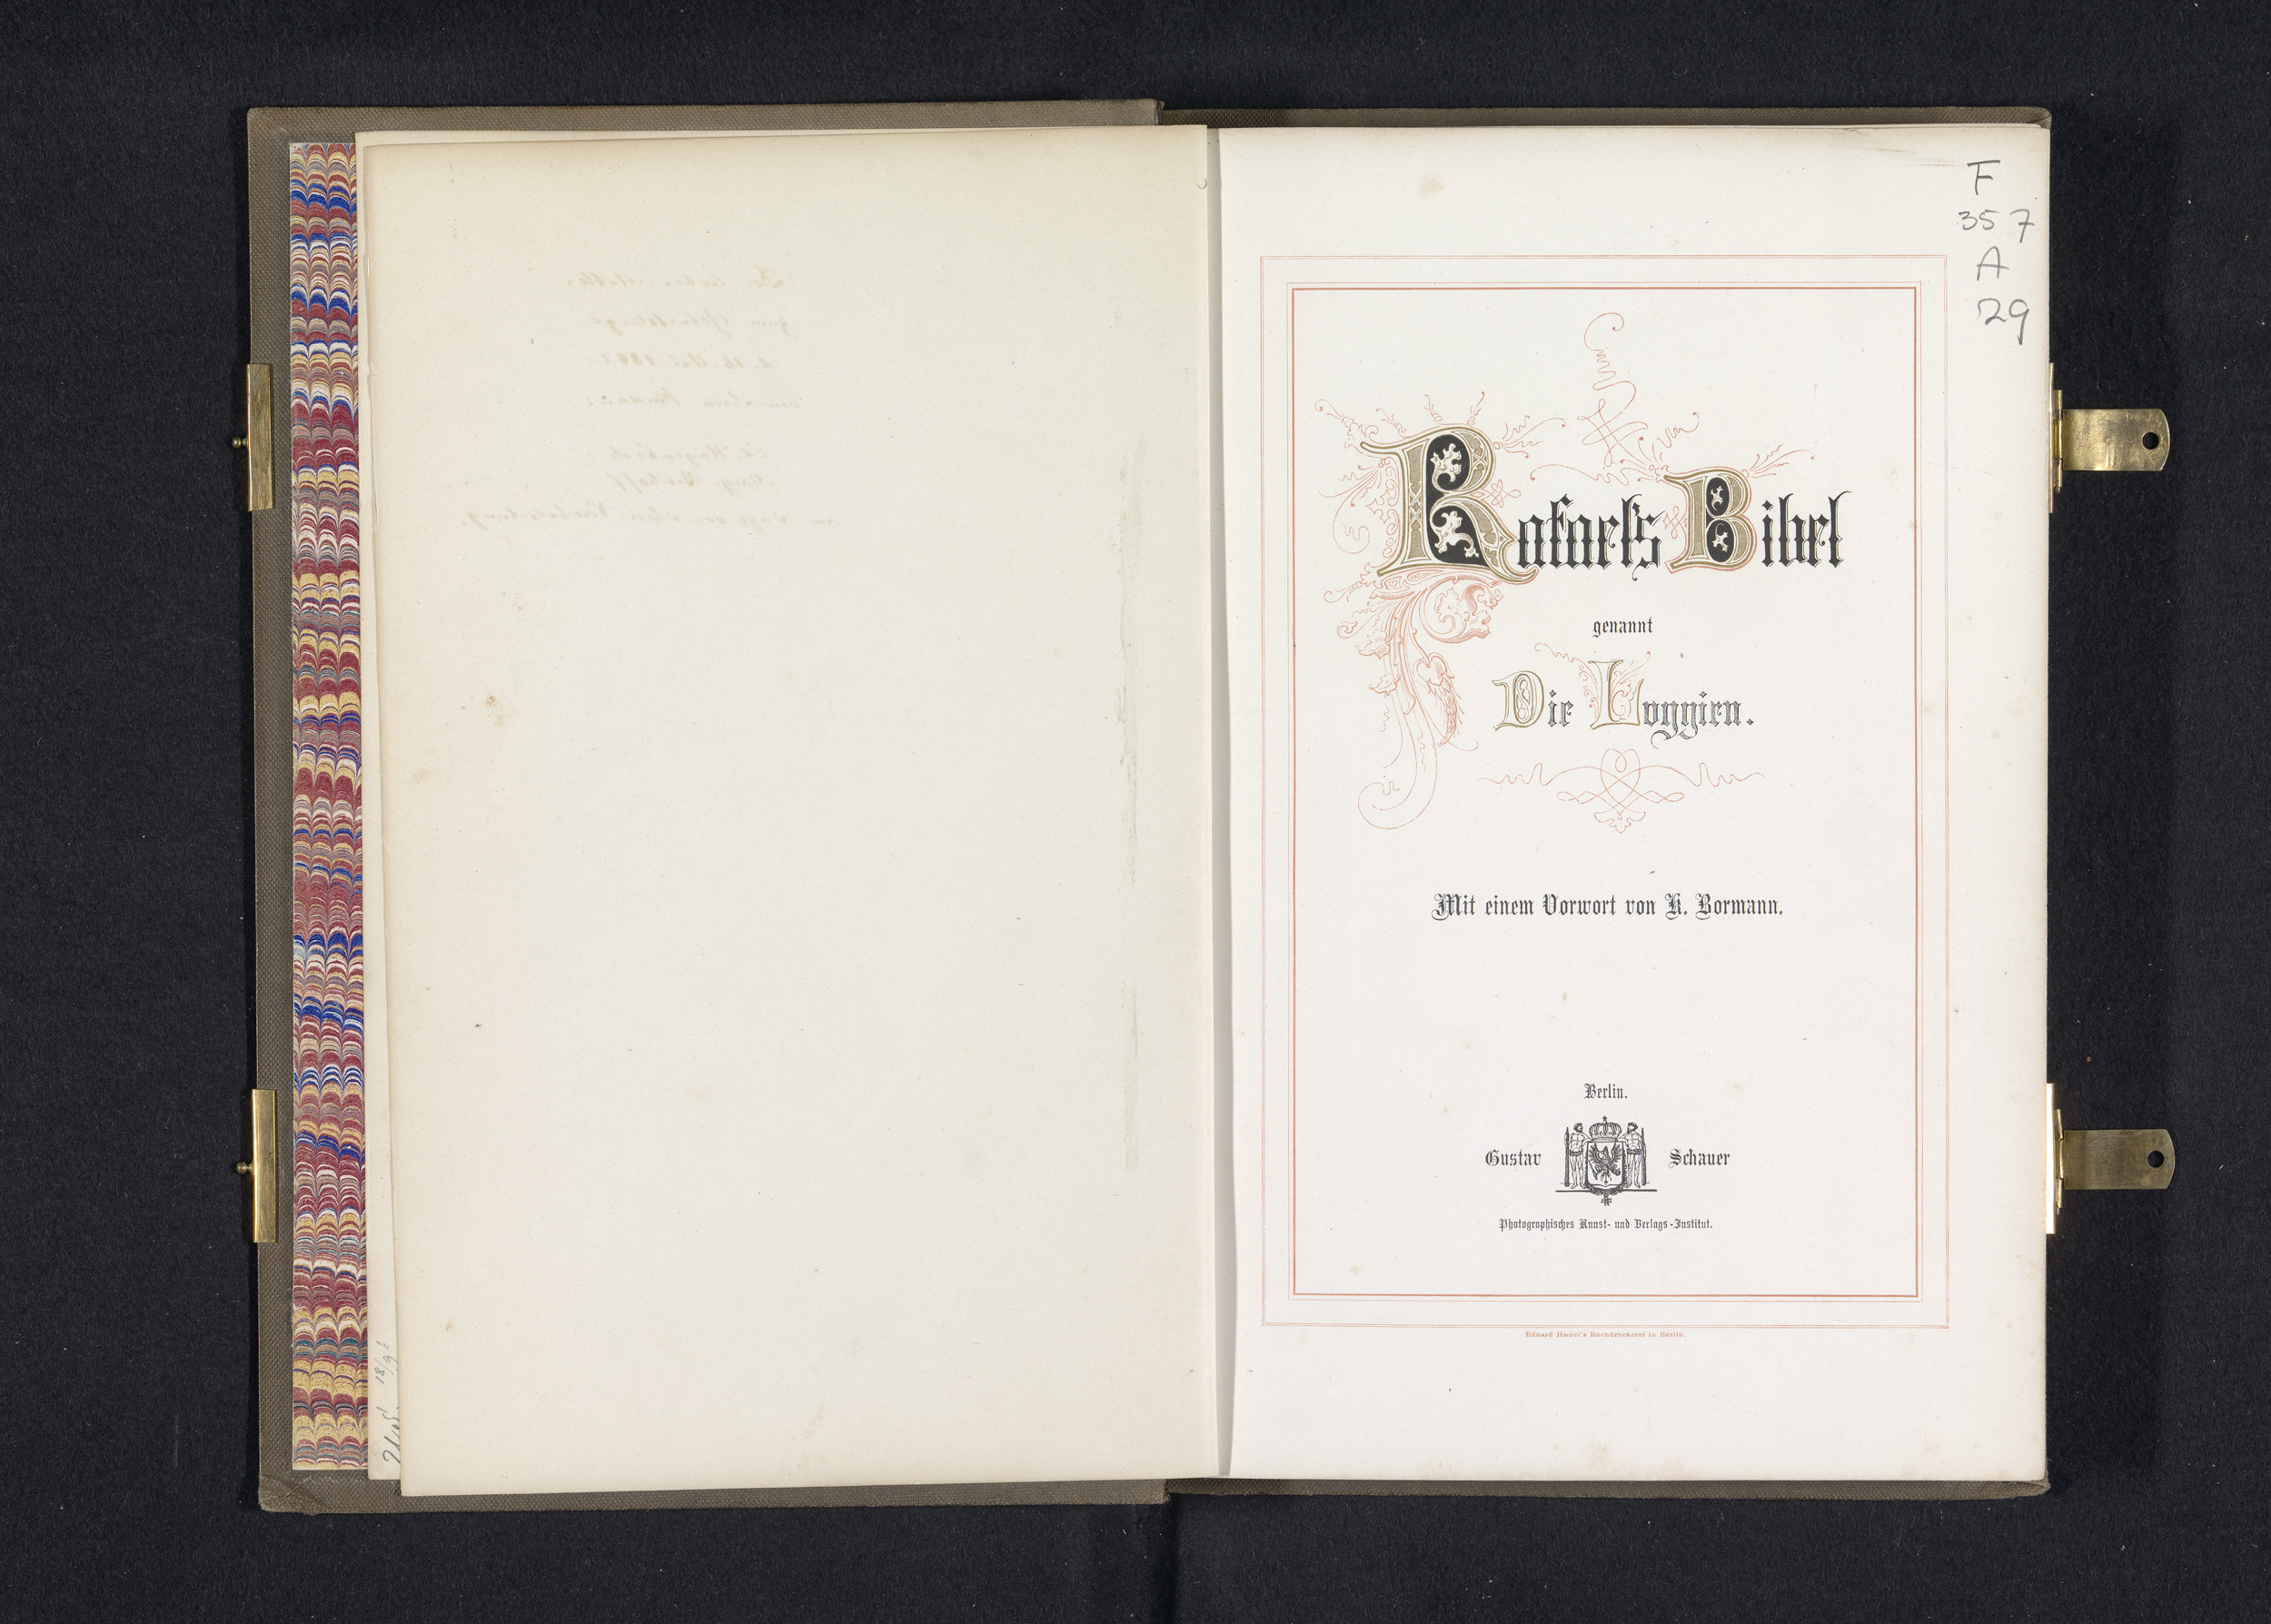 F
357
A
29
Rafael's Bibel
genannt
Die Loggien.
Mit einem Vorwort von K. Bormann.
Berlin.
Gustav Schauer
Photographisches Kunst- und Verlags-Institut.
Eduard Hænel's Buchdruckerei in Berlin.